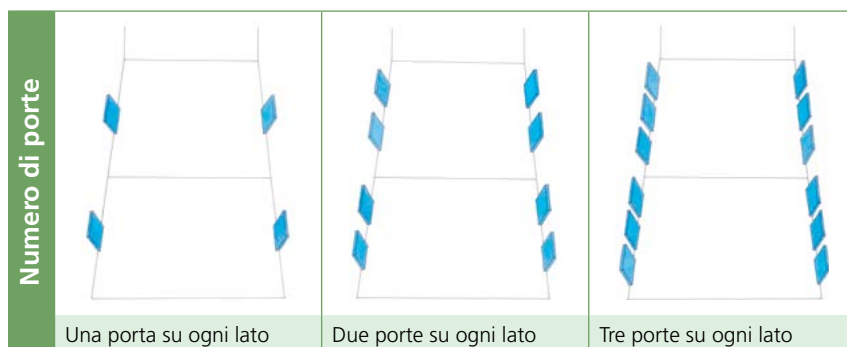 Numero di porte
Una porta su ogni lato
Due porte su ogni lato
Tre porte su ogni lato